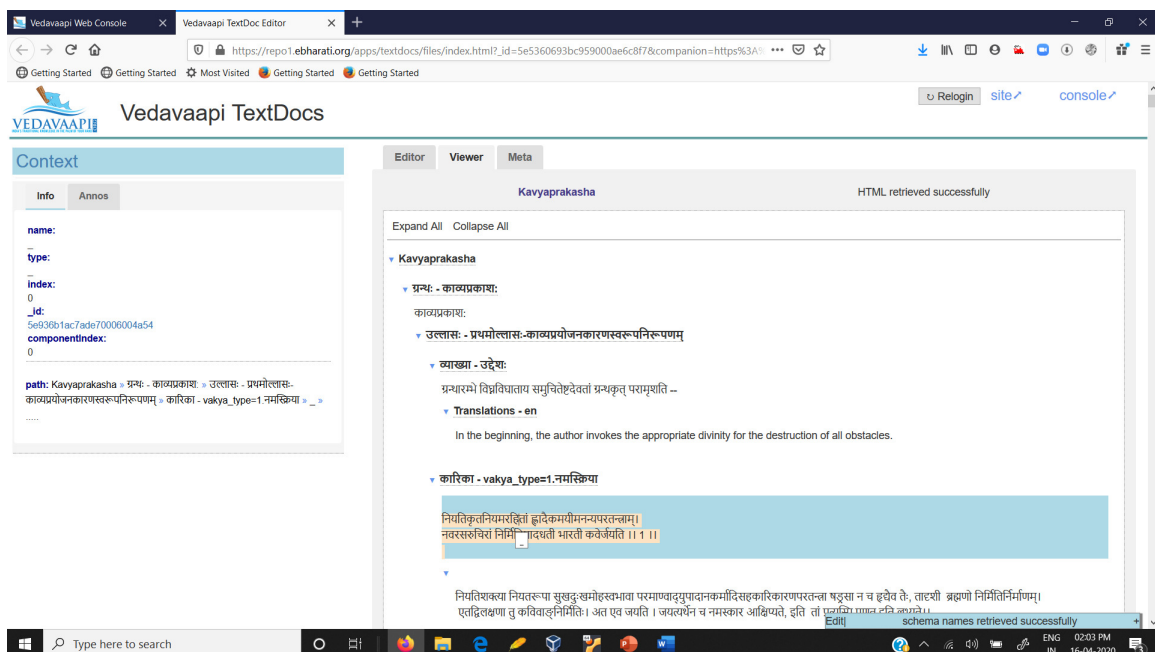 Vedavaapi Web Console
Vedavaapi TextDoc Editor
https://repo1.ebharati.org/apps/textdocs/files/index.html?_id=5e5360693bc959000ae6c8f7&companion=https%3A%
Getting Started Getting Started Most Visited Getting Started Getting Started
VEDAVAAPI
Vedavaapi TextDocs
Relogin site console
Context
Info Annos
name:
_
type:
_
index:
0
_id:
5e936b1ac7ade70006004a54
componentIndex:
0
path: Kavyaprakasha » ग्रन्थः - काव्यप्रकाशः » उल्लासः - प्रथमोल्लासः-
काव्यप्रयोजनकारणस्वरूपनिरूपणम् » कारिका - vakya_type=1.नमस्क्रिया » _ »
.....
Editor Viewer Meta
Kavyaprakasha HTML retrieved successfully
Expand All Collapse All
Kavyaprakasha
ग्रन्थः - काव्यप्रकाशः
काव्यप्रकाशः
उल्लासः - प्रथमोल्लासः-काव्यप्रयोजनकारणस्वरूपनिरूपणम्
व्याख्या - उद्देशः
ग्रन्थारम्भे विघ्नविघाताय समुचितेष्टदेवतां ग्रन्थकृत् परामृशति --
Translations - en
In the beginning, the author invokes the appropriate divinity for the destruction of all obstacles.
कारिका - vakya_type=1.नमस्क्रिया
नियतिकृतनियमरहितां ह्लादैकमयीमनन्यपरतन्त्राम्।
नवरसरुचिरां भारती कवेर्जयति ।। 1 ।।
_
नियतिशक्त्या नियतरूपा सुखदुःखमोहस्वभावा परमाण्वाद्युपादानकर्मादिसहकारिकारणपरतन्त्रा षड्रसा न च हृद्यैव तैः, तादृशी ब्रह्मणो निर्मितिर्निर्माणम्।
एतद्विलक्षणा तु कविवाङ्निर्मितिः। अत एव जयति । जयत्यर्थेन च नमस्कार आक्षिप्यते, इति तां
Edit| schema names retrieved successfully +
Type here to search
ENG 02:03 PM
IN 16-04-2020